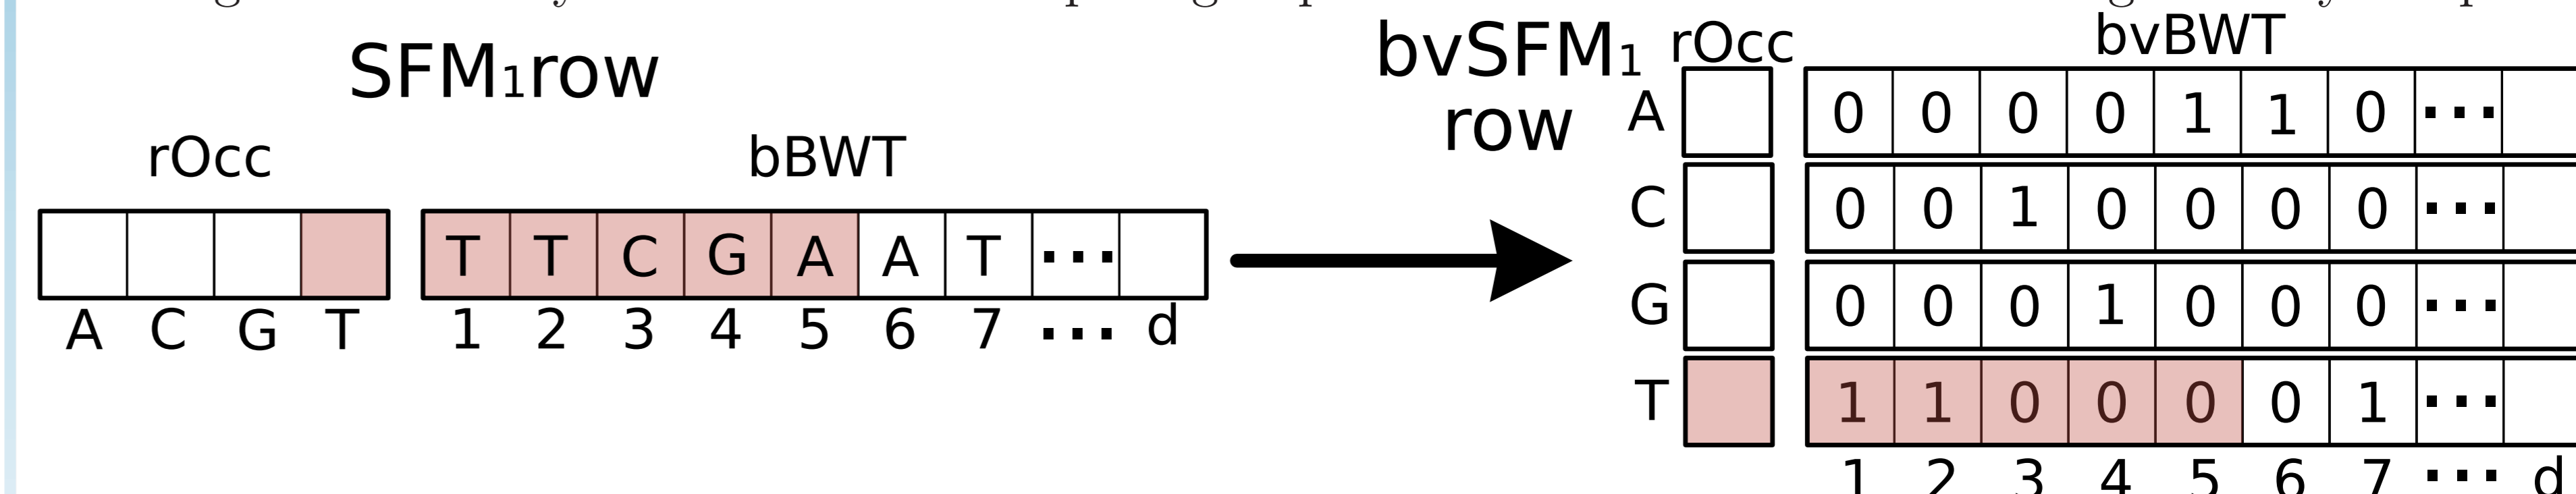 SFM₁row
rOcc bBWT
T T C G A A T ...
A C G T 1 2 3 4 5 6 7 ... d
bvSFM₁
row
rOcc bvBWT
A 0 0 0 0 1 1 0 ...
C 0 0 1 0 0 0 0 ...
G 0 0 0 1 0 0 0 ...
T 1 1 0 0 0 0 1 ...
1 2 3 4 5 6 7 ... d